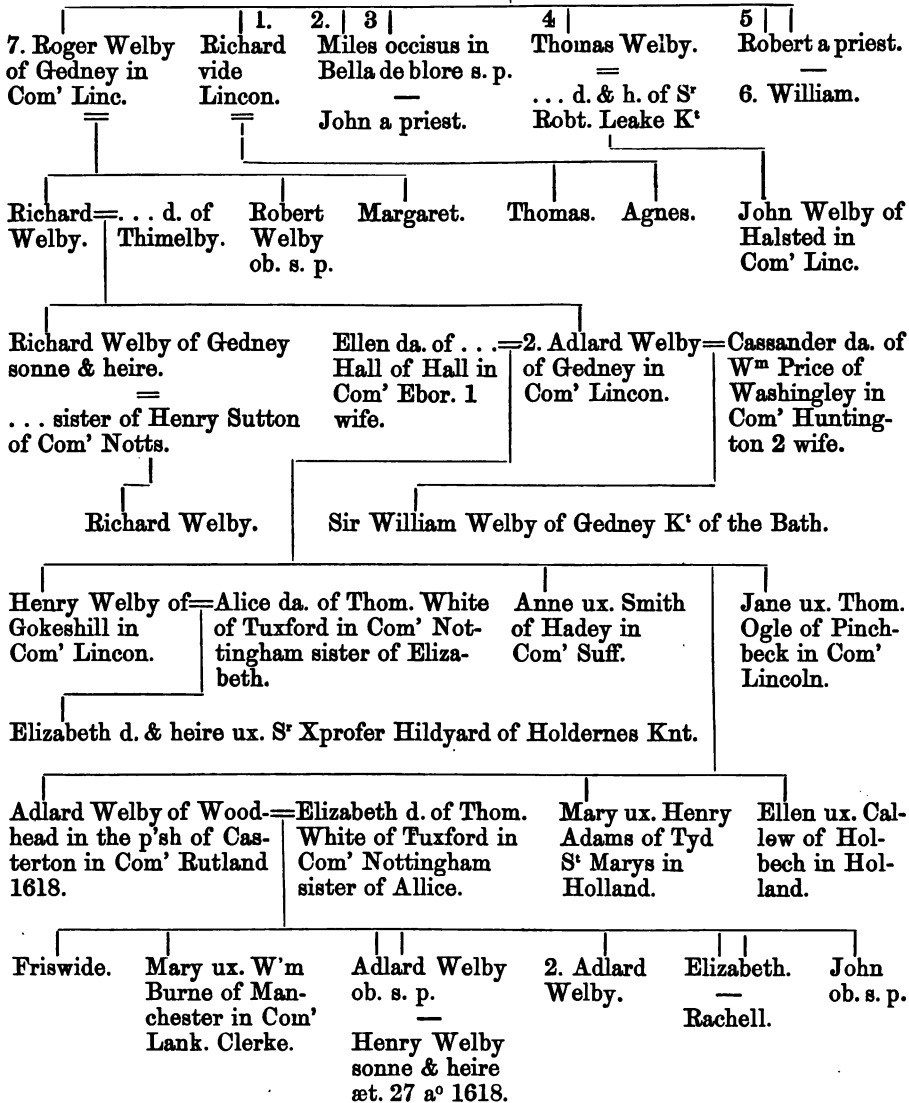 1.
2.
3
4
5
7. Roger Welby
of Gedney in
Com' Linc.
Richard
vide
Lincon.
Miles occisus in
Bella de blore s. p.
John a priest.
Thomas Welby.
... d. & h. of Sr
Robt. Leake Kt
Robert a priest.
6. William.
Richard=... d. of
Welby. Thimelby.
Robert
Welby
ob. s. p.
Margaret.
Thomas.
Agnes.
John Welby of
Halsted in
Com' Linc.
Richard Welby of Gedney
sonne & heire.
=
... sister of Henry Sutton
of Com' Notts.
Ellen da. of ...=2. Adlard Welby=Cassander da. of
Hall of Hall in
Com' Ebor. 1
wife.
of Gedney in
Com' Lincon.
Wm Price of
Washingley in
Com' Hunting-
ton 2 wife.
Richard Welby.
Sir William Welby of Gedney Kt of the Bath.
Henry Welby of=Alice da. of Thom. White
Gokeshill in
Com' Lincon.
of Tuxford in Com' Not-
tingham sister of Eliza-
beth.
Anne ux. Smith
of Hadey in
Com' Suff.
Jane ux. Thom.
Ogle of Pinch-
beck in Com'
Lincoln.
Elizabeth d. & heire ux. Sr Xprofer Hildyard of Holdernes Knt.
Adlard Welby of Wood-=Elizabeth d. of Thom.
head in the p'sh of Cas-
terton in Com' Rutland
1618.
White of Tuxford in
Com' Nottingham
sister of Allice.
Mary ux. Henry
Adams of Tyd
St Marys in
Holland.
Ellen ux. Cal-
lew of Hol-
bech in Hol-
land.
Friswide.
Mary ux. W'm
Burne of Man-
chester in Com'
Lank. Clerke.
Adlard Welby
ob. s. p.
Henry Welby
sonne & heire
æt. 27 ao 1618.
2. Adlard
Welby.
Elizabeth.
Rachell.
John
ob. s. p.